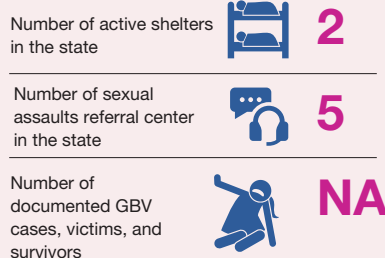 Number of active shelters
in the state
2
Number of sexual
assaults referral center
in the state
5
Number of
documented GBV
cases, victims, and
survivors
NA